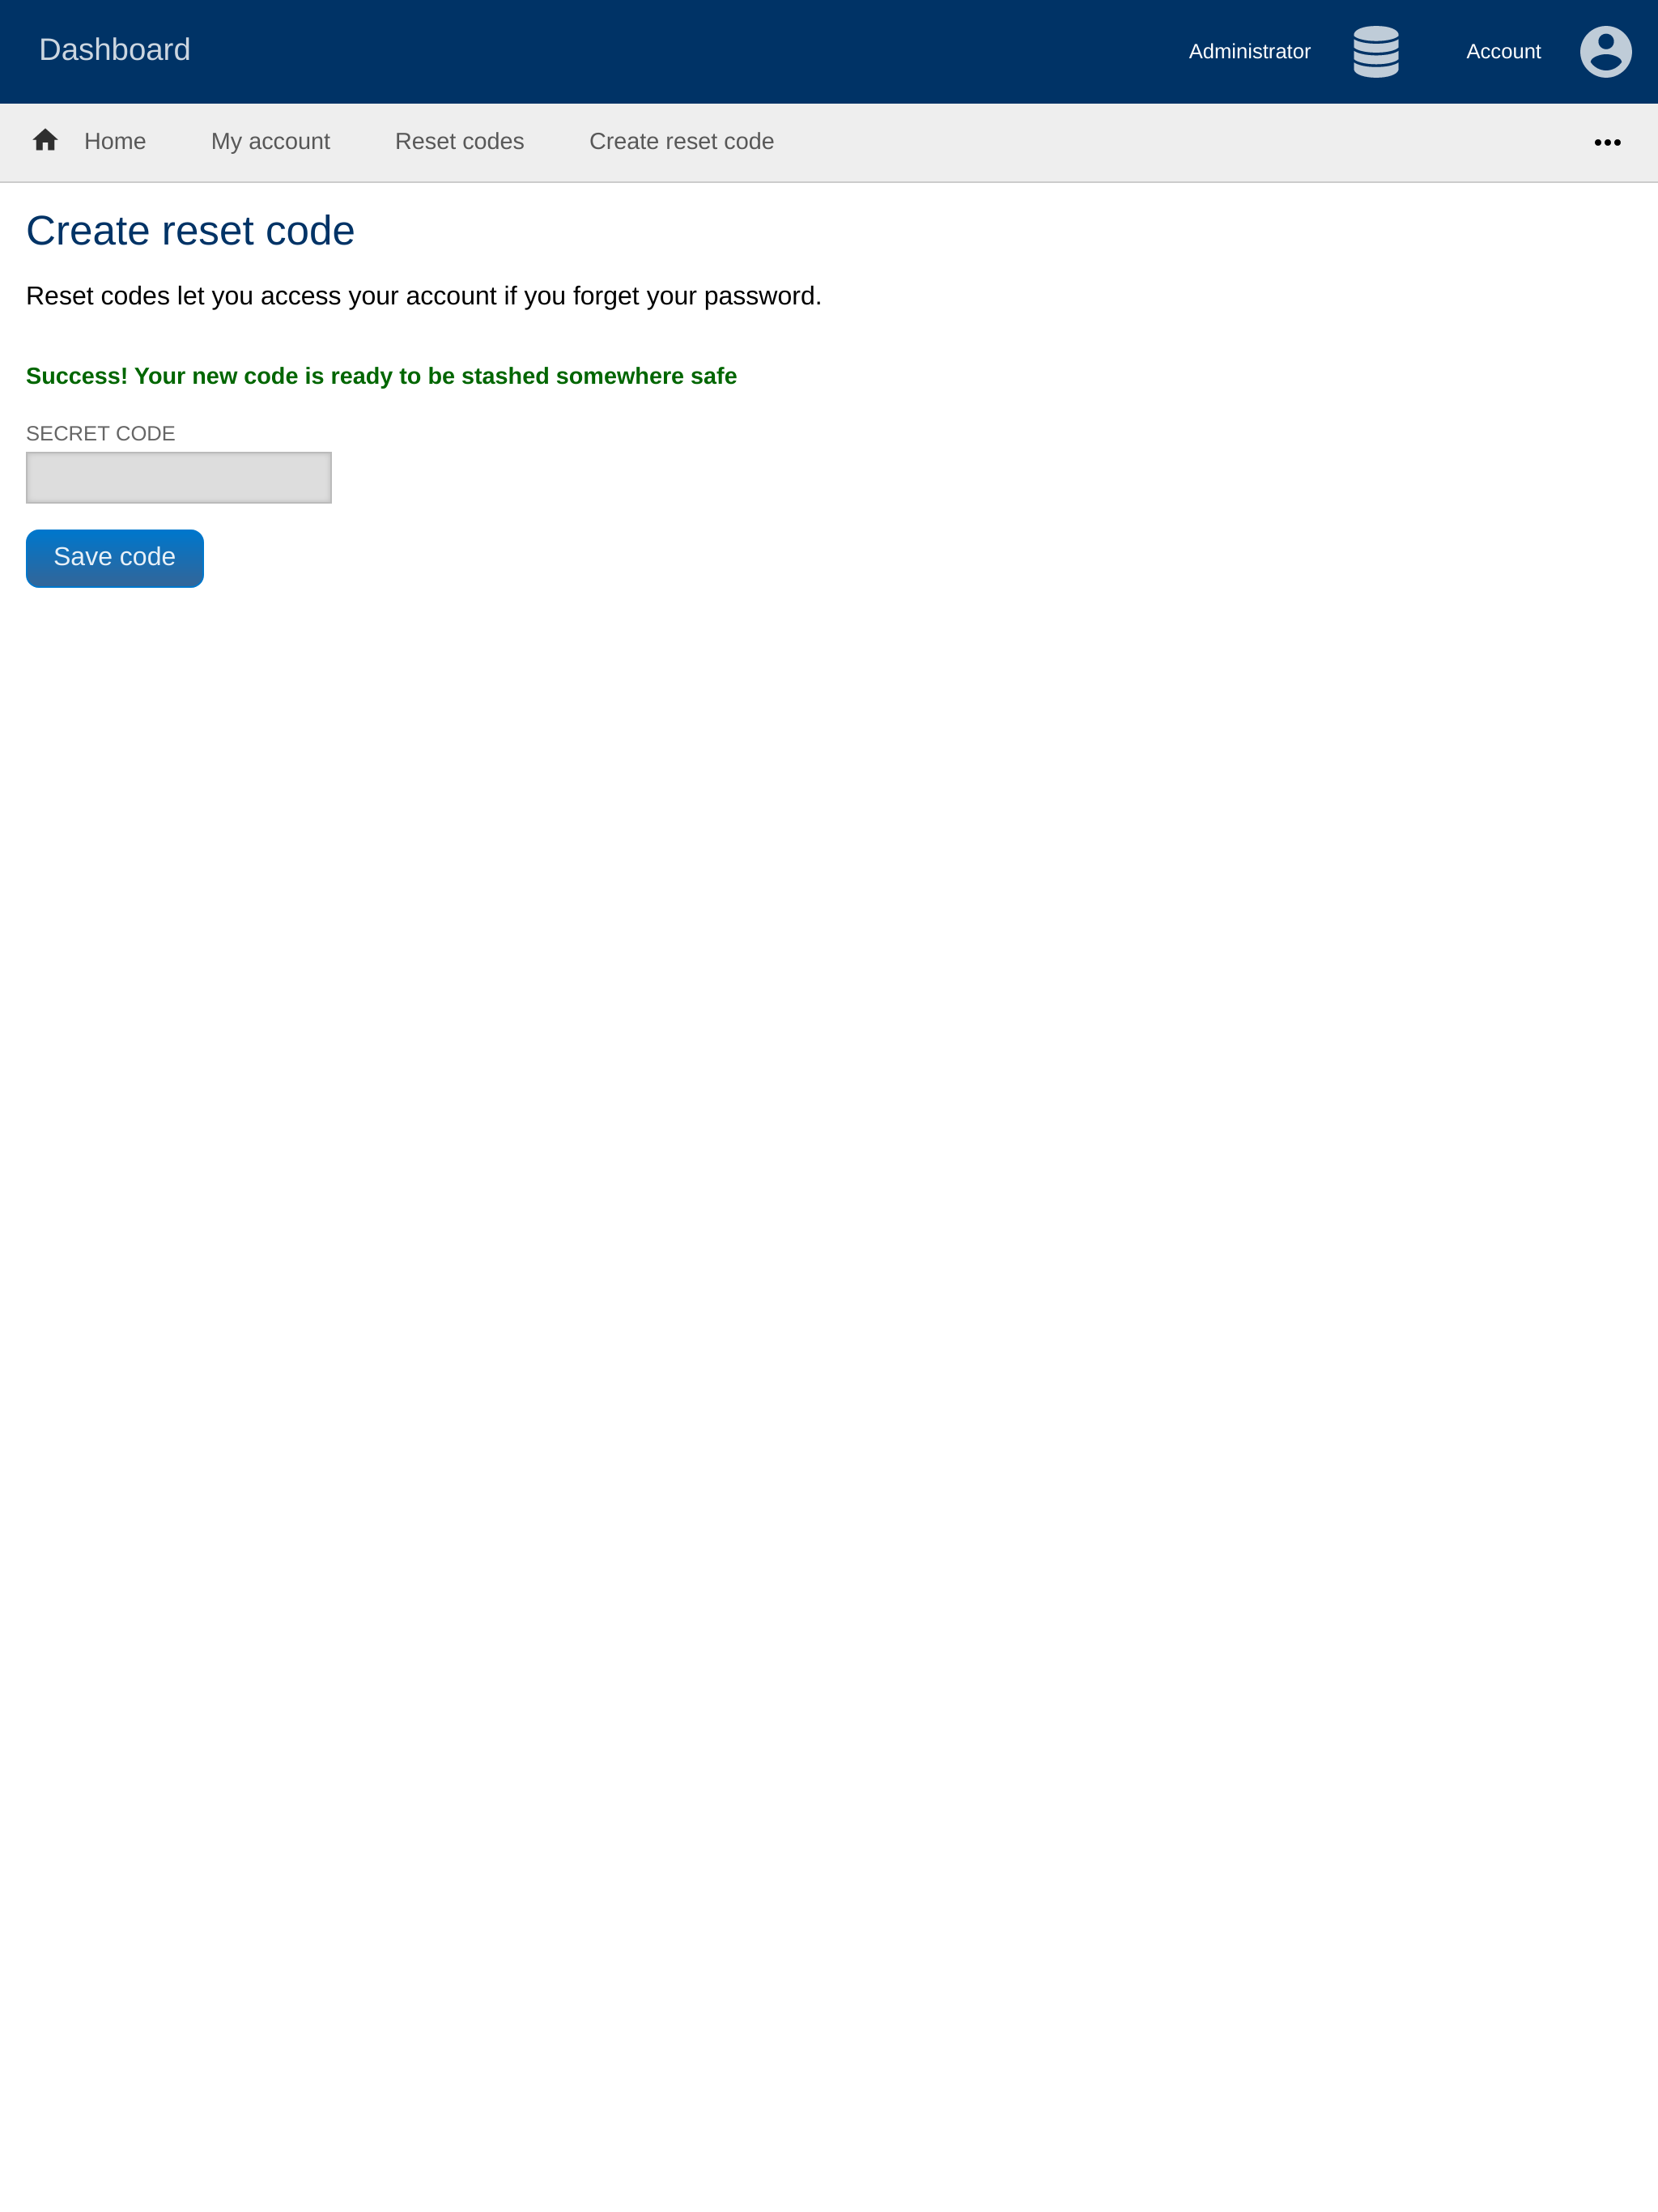 Dashboard
Administrator
Account
Home
My account
Reset codes
Create reset code
Create reset code
Reset codes let you access your account if you forget your password.
Success! Your new code is ready to be stashed somewhere safe
SECRET CODE
Save code